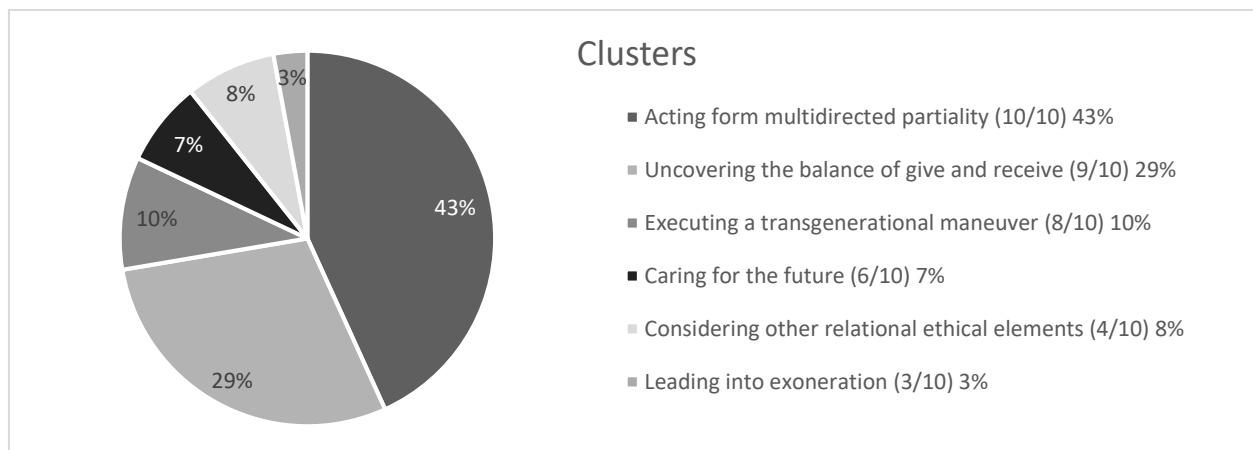 Clusters
3%
8%
7%
10%
29%
43%
Acting form multidirected partiality (10/10) 43%
Uncovering the balance of give and receive (9/10) 29%
Executing a transgenerational maneuver (8/10) 10%
Caring for the future (6/10) 7%
Considering other relational ethical elements (4/10) 8%
Leading into exoneration (3/10) 3%